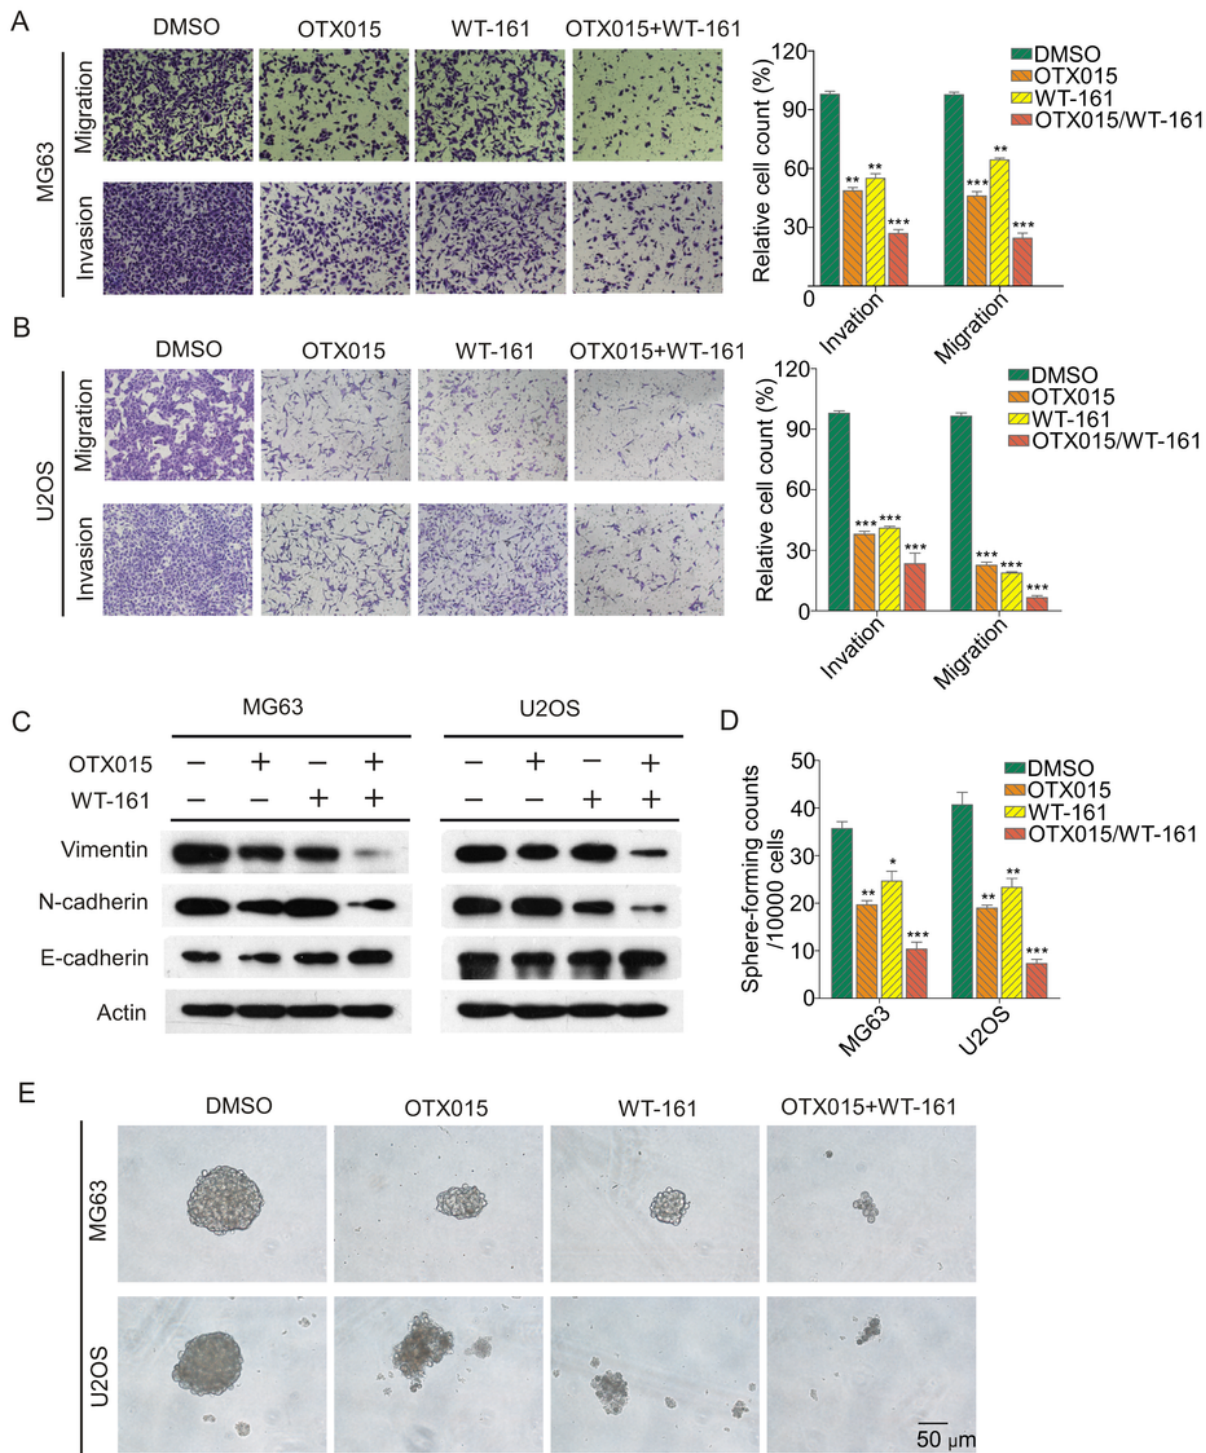 A
DMSO OTX015 WT-161 OTX015+WT-161
MG63
Migration
Invasion
Relative cell count (%)
120
90
60
30
0
** ** *** *** ** ***
Invation Migration
DMSO
OTX015
WT-161
OTX015/WT-161
B
DMSO OTX015 WT-161 OTX015+WT-161
U2OS
Migration
Invasion
Relative cell count (%)
120
90
60
30
0
*** *** *** *** *** ***
Invation Migration
DMSO
OTX015
WT-161
OTX015/WT-161
C
MG63 U2OS
OTX015 − + − + − + − +
WT-161 − − + + − − + +
Vimentin
N-cadherin
E-cadherin
Actin
D
Sphere-forming counts
/10000 cells
50
40
30
20
10
0
** * *** ** ** ***
MG63 U2OS
DMSO
OTX015
WT-161
OTX015/WT-161
E
DMSO OTX015 WT-161 OTX015+WT-161
MG63
U2OS
50 μm